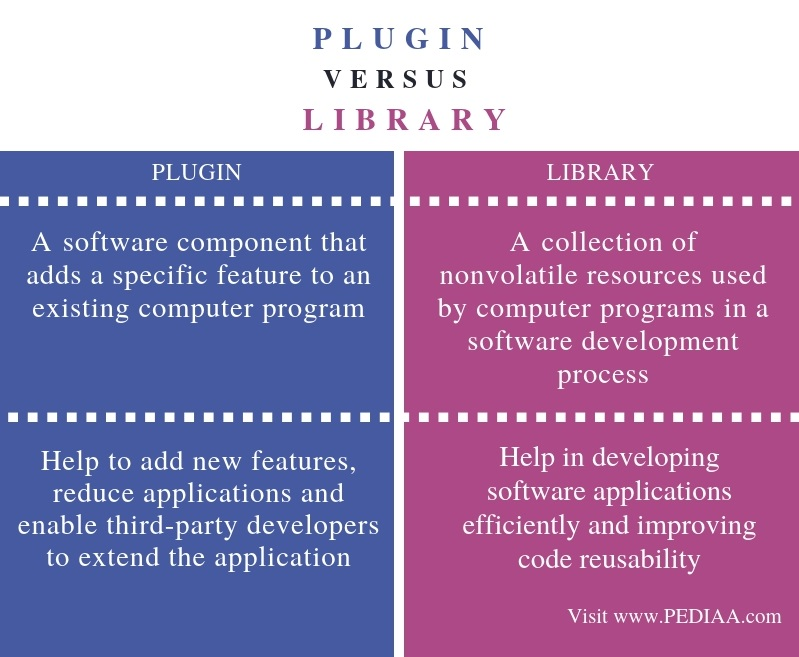 PLUGIN
VERSUS
LIBRARY
PLUGIN
A software component that
adds a specific feature to an
existing computer program
Help to add new features,
reduce applications and
enable third-party developers
to extend the application
LIBRARY
A collection of
nonvolatile resources used
by computer programs in a
software development
process
Help in developing
software applications
efficiently and improving
code reusability
Visit www.PEDIAA.com